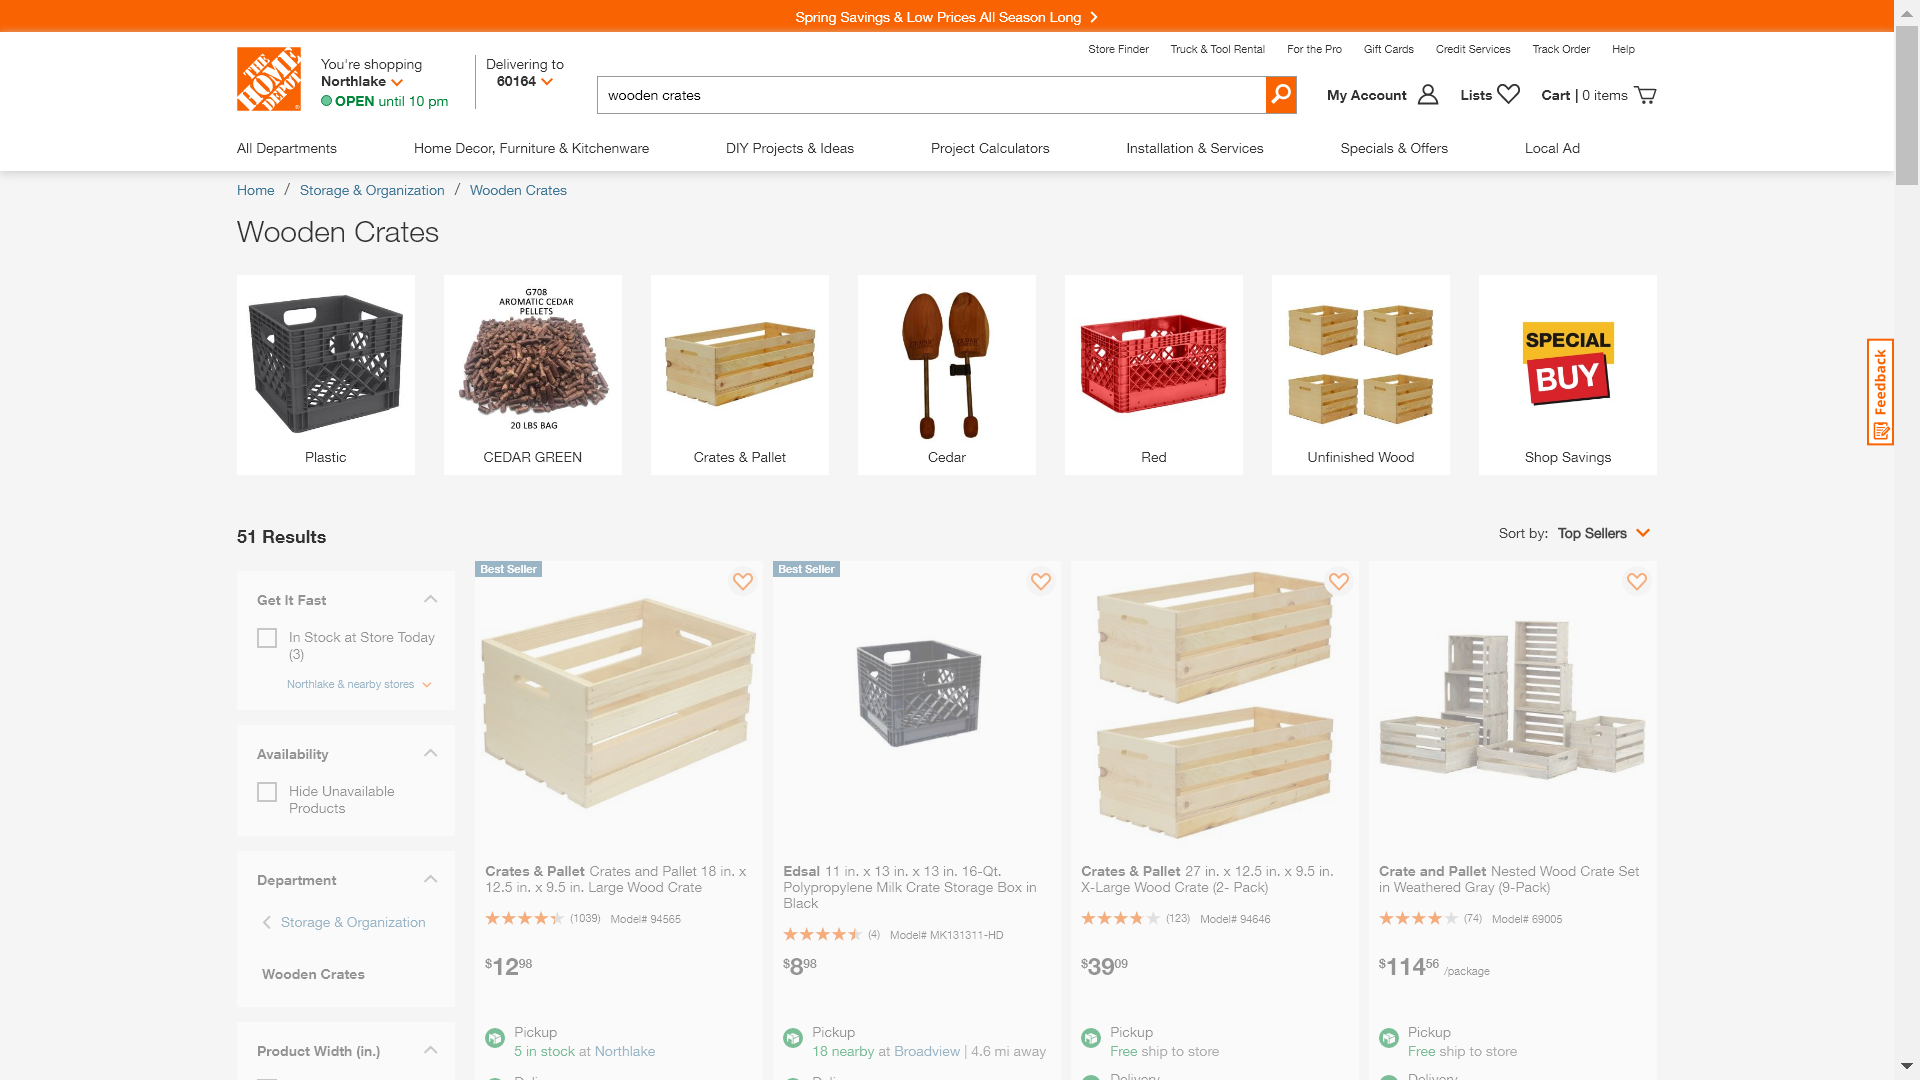 Spring Savings & Low Prices All Season Long
Store Finder
Truck & Tool Rental
For the Pro
Gift Cards
Credit Services
Track Order
Help
THE HOME DEPOT
You're shopping
Northlake
OPEN until 10 pm
Delivering to
60164
wooden crates
My Account
Lists
Cart | 0 items
All Departments
Home Decor, Furniture & Kitchenware
DIY Projects & Ideas
Project Calculators
Installation & Services
Specials & Offers
Local Ad
Home / Storage & Organization / Wooden Crates
Wooden Crates
G708
AROMATIC CEDAR
PELLETS
20 LBS BAG
SPECIAL
BUY
Plastic
CEDAR GREEN
Crates & Pallet
Cedar
Red
Unfinished Wood
Shop Savings
Feedback
51 Results
Sort by: Top Sellers
Get It Fast
In Stock at Store Today
(3)
Northlake & nearby stores
Availability
Hide Unavailable
Products
Department
Storage & Organization
Wooden Crates
Product Width (in.)
Best Seller
Crates & Pallet Crates and Pallet 18 in. x
12.5 in. x 9.5 in. Large Wood Crate
(1039) Model# 94565
$1298
Pickup
5 in stock at Northlake
Best Seller
Edsal 11 in. x 13 in. x 13 in. 16-Qt.
Polypropylene Milk Crate Storage Box in
Black
(4) Model# MK131311-HD
$898
Pickup
18 nearby at Broadview | 4.6 mi away
Crates & Pallet 27 in. x 12.5 in. x 9.5 in.
X-Large Wood Crate (2- Pack)
(123) Model# 94646
$3909
Pickup
Free ship to store
Delivery
Crate and Pallet Nested Wood Crate Set
in Weathered Gray (9-Pack)
(74) Model# 69005
$11456 /package
Pickup
Free ship to store
Delivery